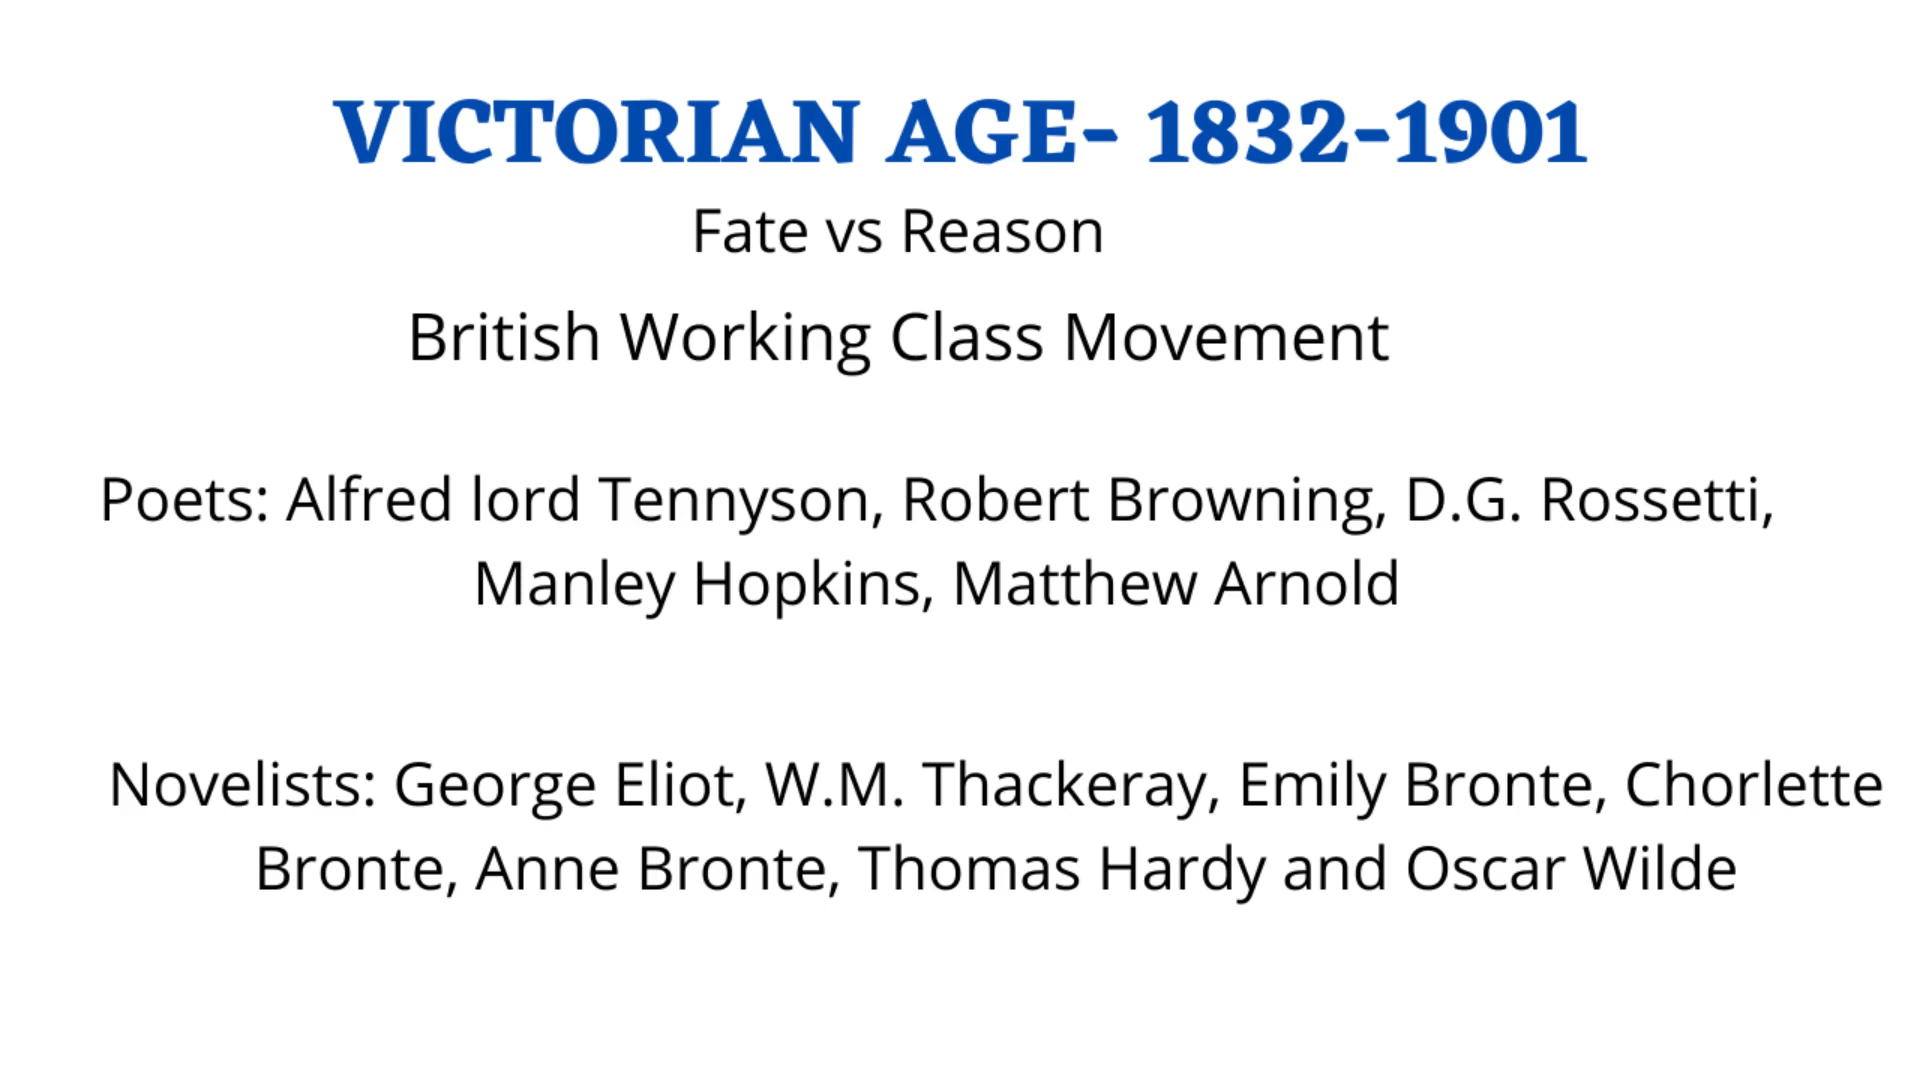 VICTORIAN AGE- 1832-1901
Fate vs Reason
British Working Class Movement
Poets: Alfred lord Tennyson, Robert Browning, D.G. Rossetti,
Manley Hopkins, Matthew Arnold
Novelists: George Eliot, W.M. Thackeray, Emily Bronte, Chorlette
Bronte, Anne Bronte, Thomas Hardy and Oscar Wilde